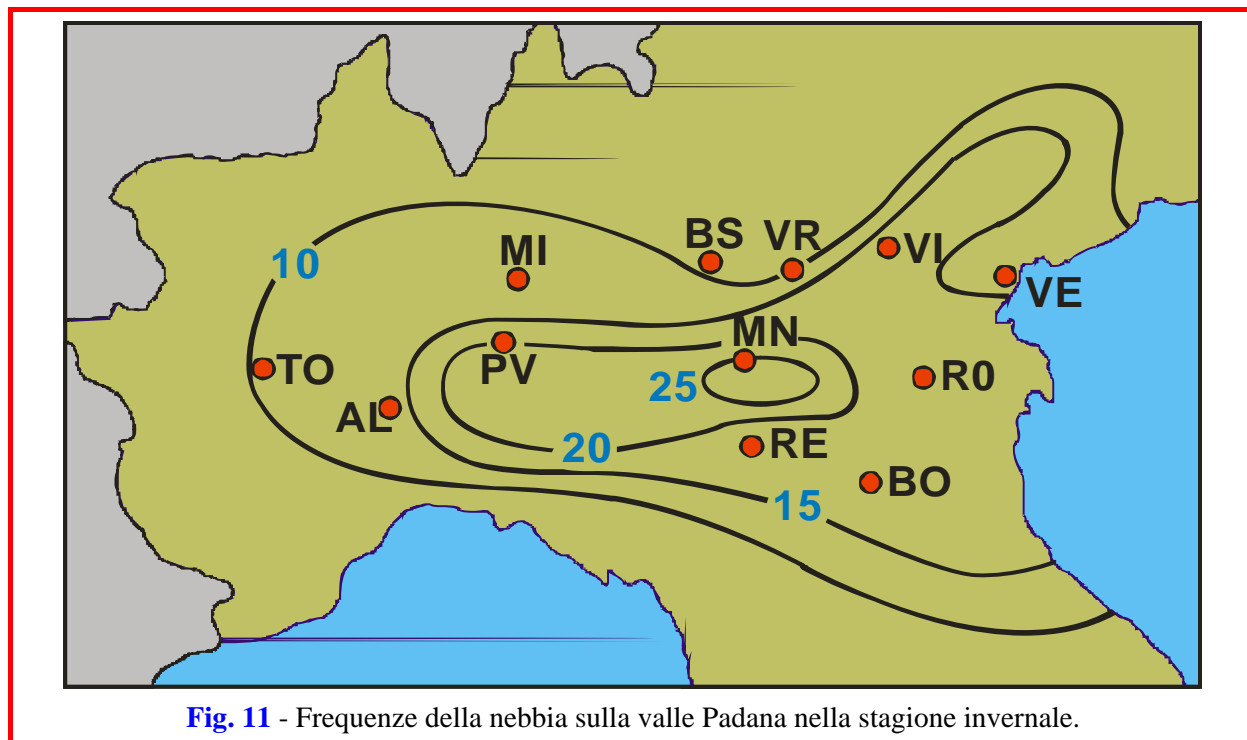 BS
VR
VI
MI
10
VE
MN
PV
TO
25
R0
AL
20
RE
BO
15
Fig. 11 - Frequenze della nebbia sulla valle Padana nella stagione invernale.